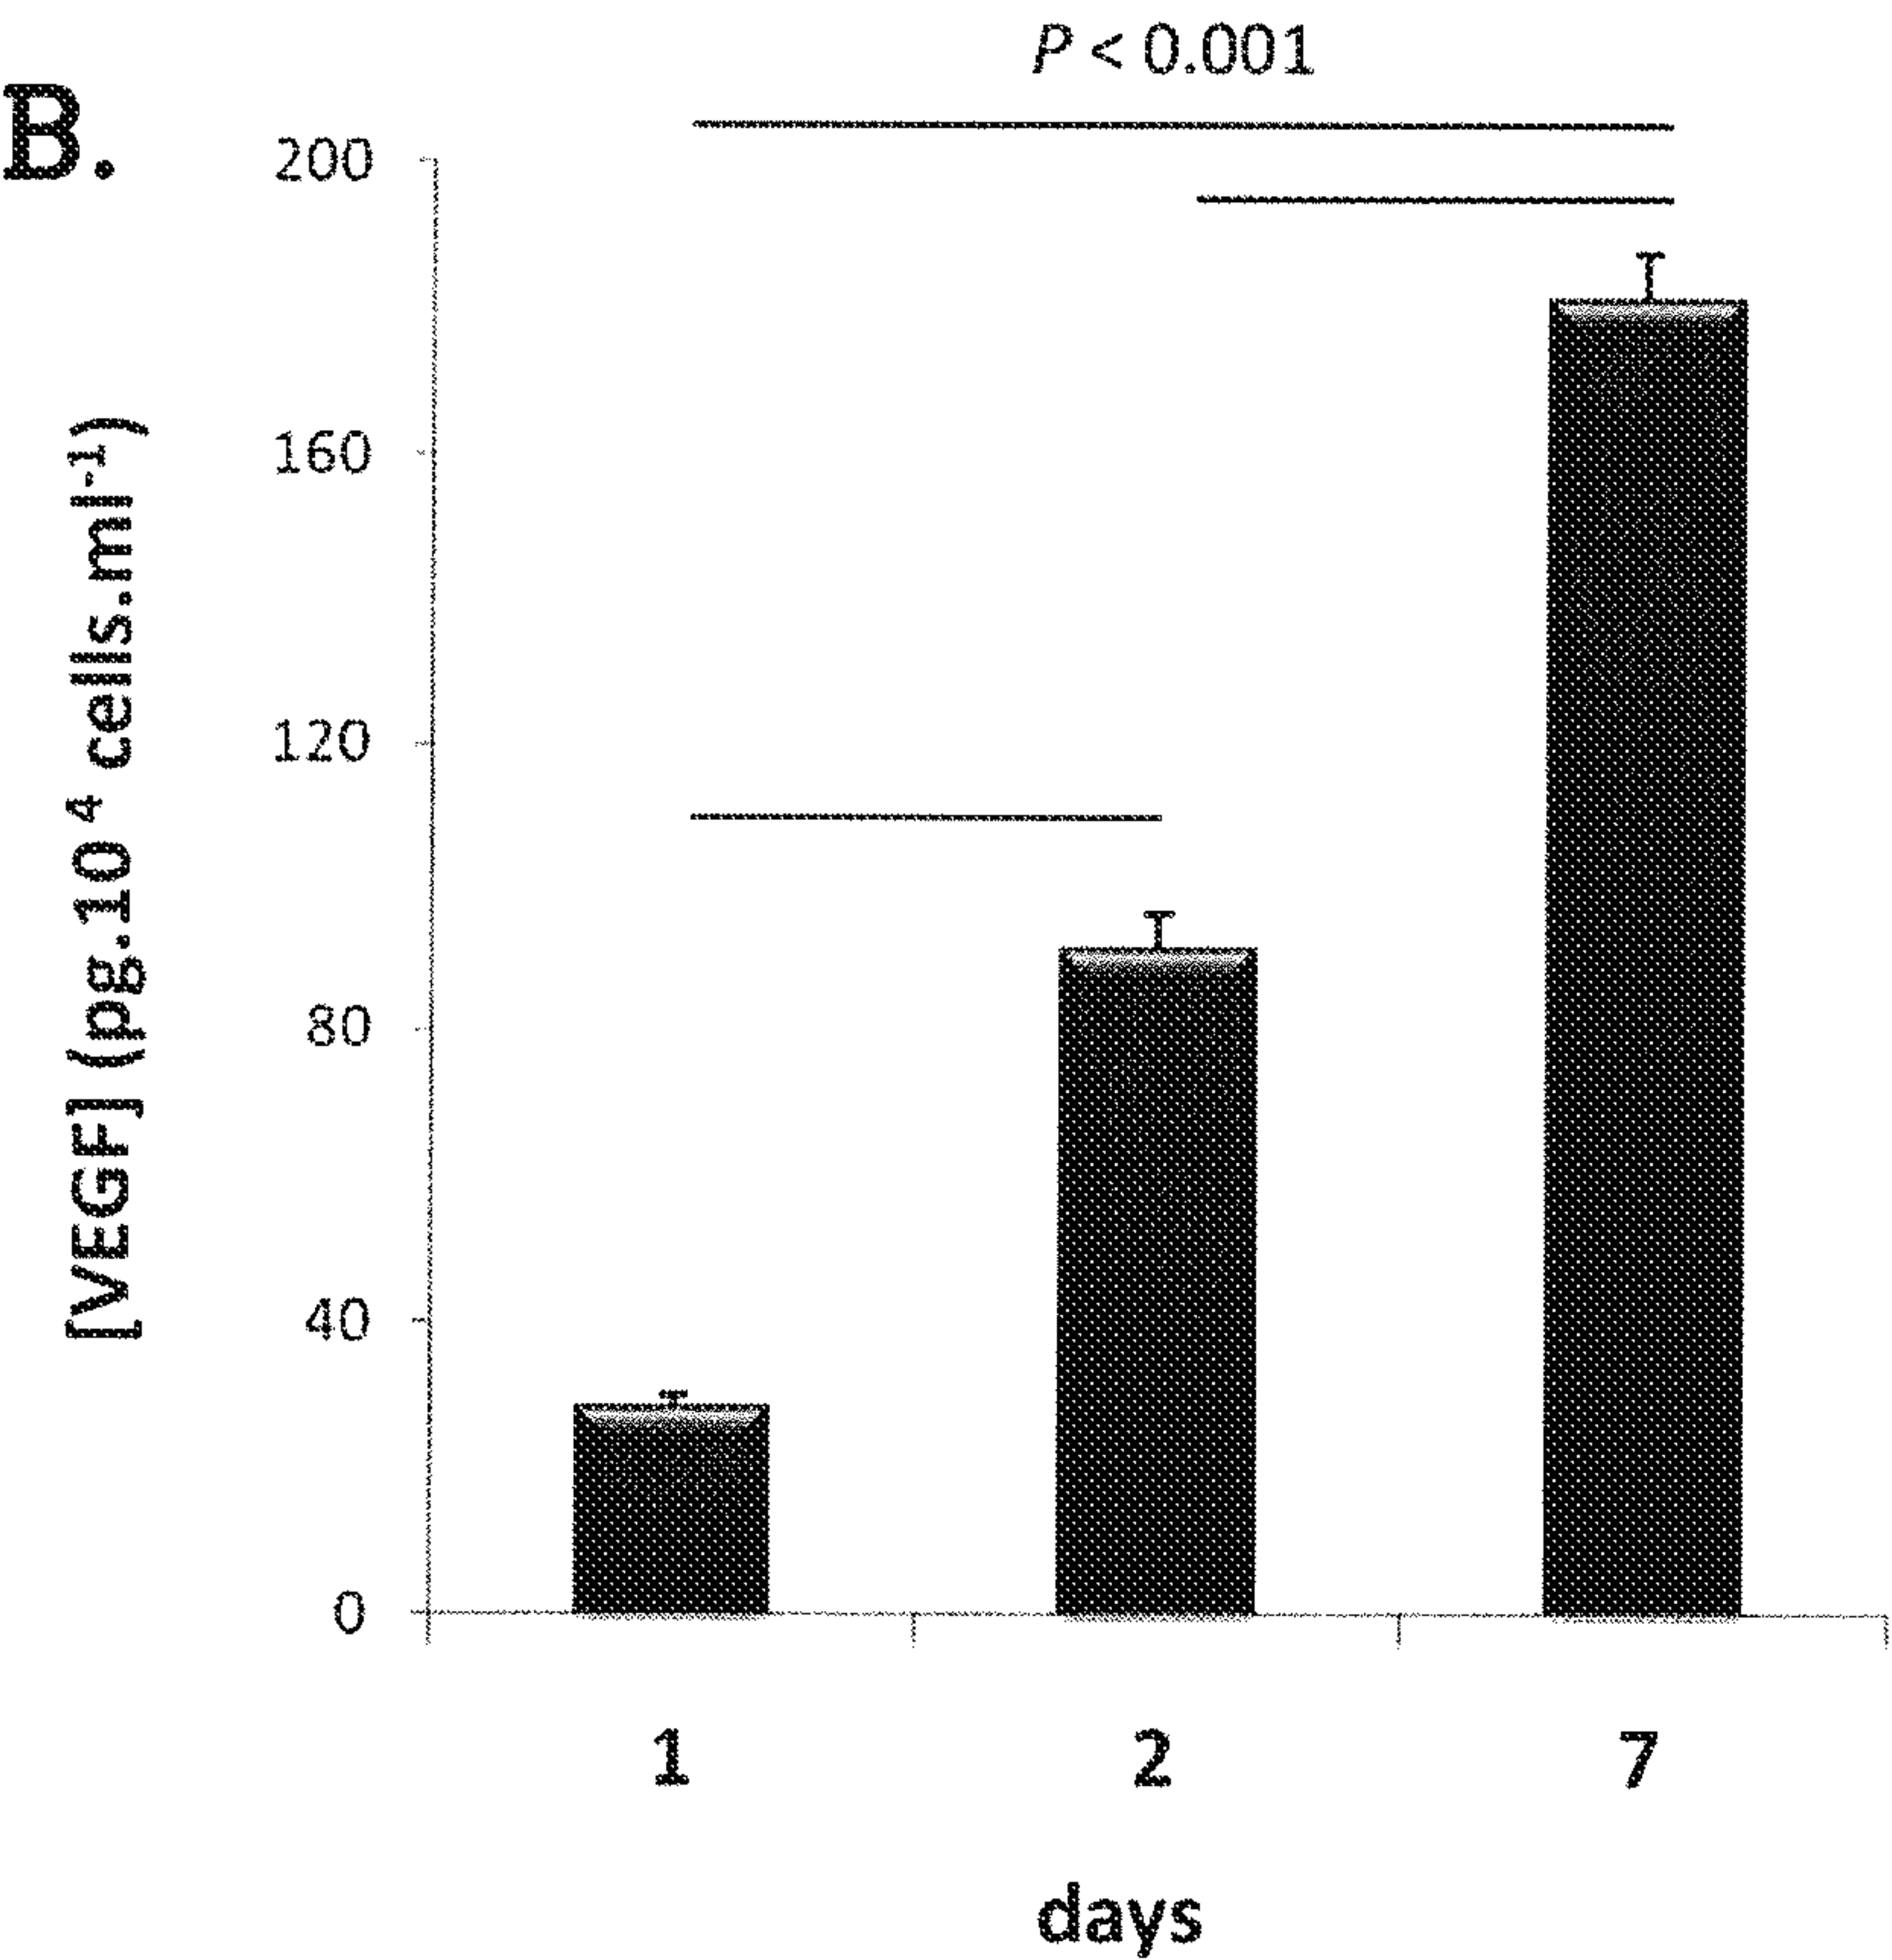 P < 0.001
B.
200
160
120
80
40
0
[VEGF] (pg.10⁴ cells.ml⁻¹)
1 2 7
days